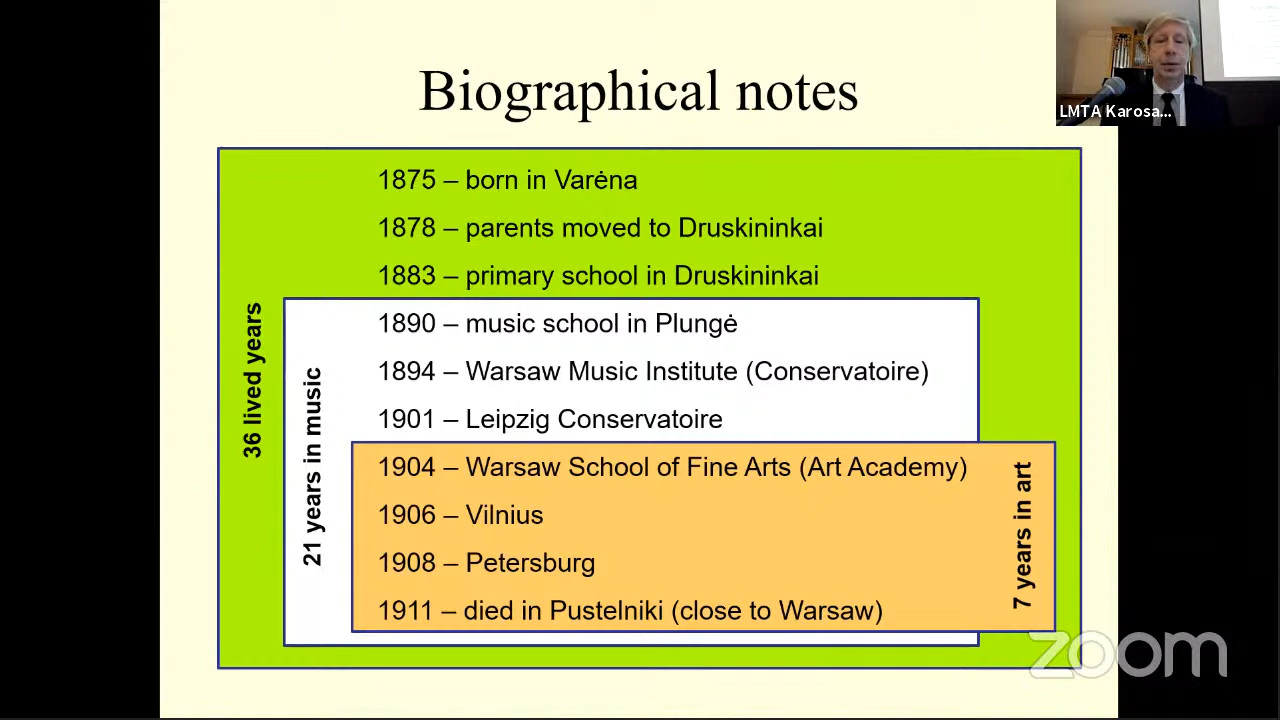 Biographical notes
LMTA Karosa...
1875 – born in Varėna
1878 – parents moved to Druskininkai
1883 – primary school in Druskininkai
1890 – music school in Plungė
1894 – Warsaw Music Institute (Conservatoire)
1901 – Leipzig Conservatoire
1904 – Warsaw School of Fine Arts (Art Academy)
1906 – Vilnius
1908 – Petersburg
1911 – died in Pustelniki (close to Warsaw)
36 lived years
21 years in music
7 years in art
zoom